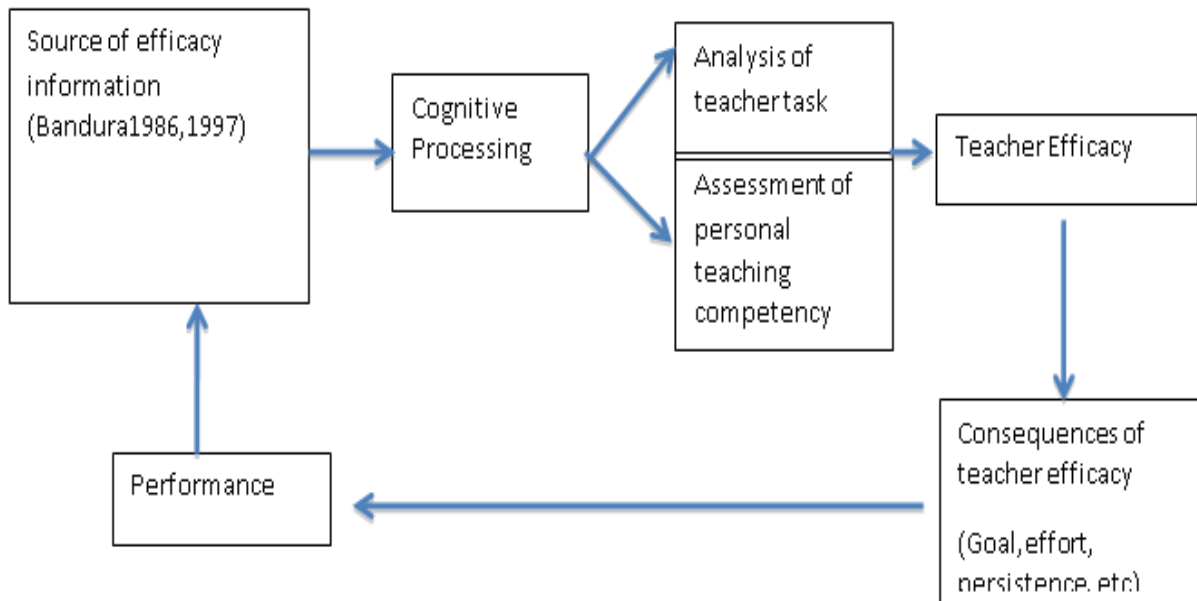 Source of efficacy
information
(Bandura1986,1997)
Cognitive
Processing
Analysis of
teacher task
Assessment of
personal
teaching
competency
Teacher Efficacy
Consequences of
teacher efficacy
(Goal,effort,
persistence, etc)
Performance